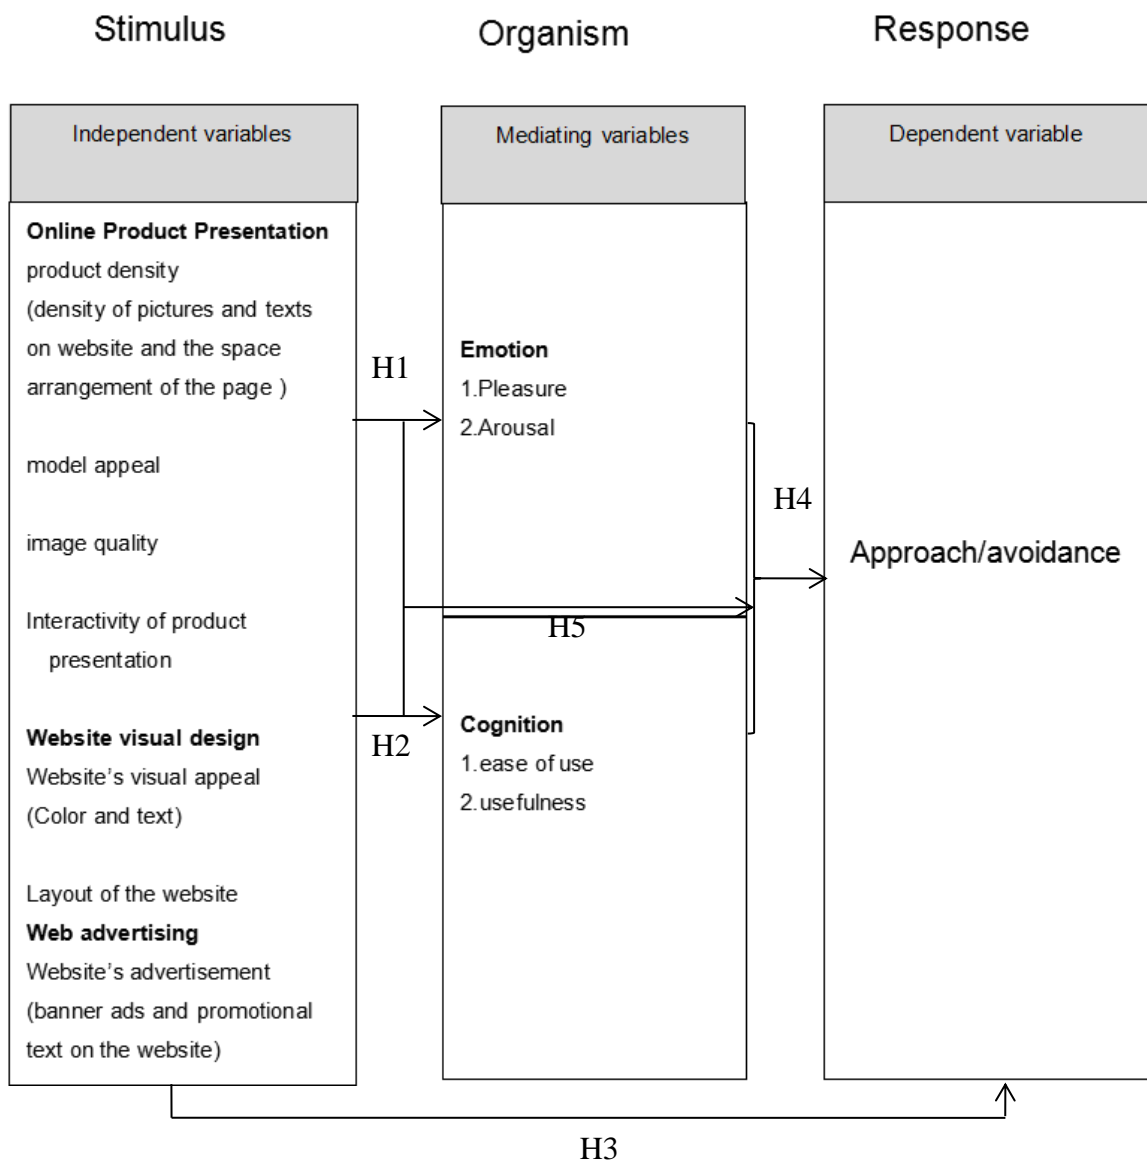 Stimulus
Organism
Response
Independent variables
Mediating variables
Dependent variable
Online Product Presentation
product density
(density of pictures and texts
on website and the space
arrangement of the page )
model appeal
image quality
Interactivity of product
presentation
Website visual design
Website's visual appeal
(Color and text)
Layout of the website
Web advertising
Website's advertisement
(banner ads and promotional
text on the website)
H1
H2
Emotion
1.Pleasure
2.Arousal
H5
Cognition
1.ease of use
2.usefulness
H4
Approach/avoidance
H3